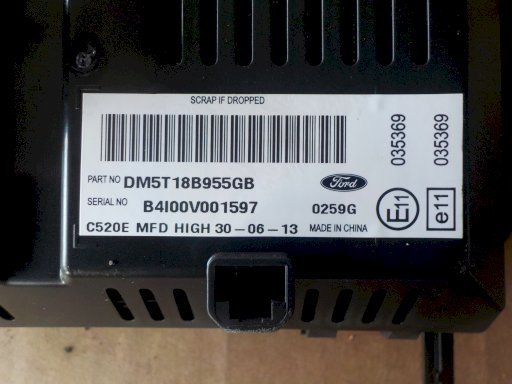 SCRAP IF DROPPED
PART NO DM5T18B955GB
Ford
SERIAL NO B4I00V001597
0259G
C520E MFD HIGH 30-06-13
MADE IN CHINA
035369
E11
035369
e11